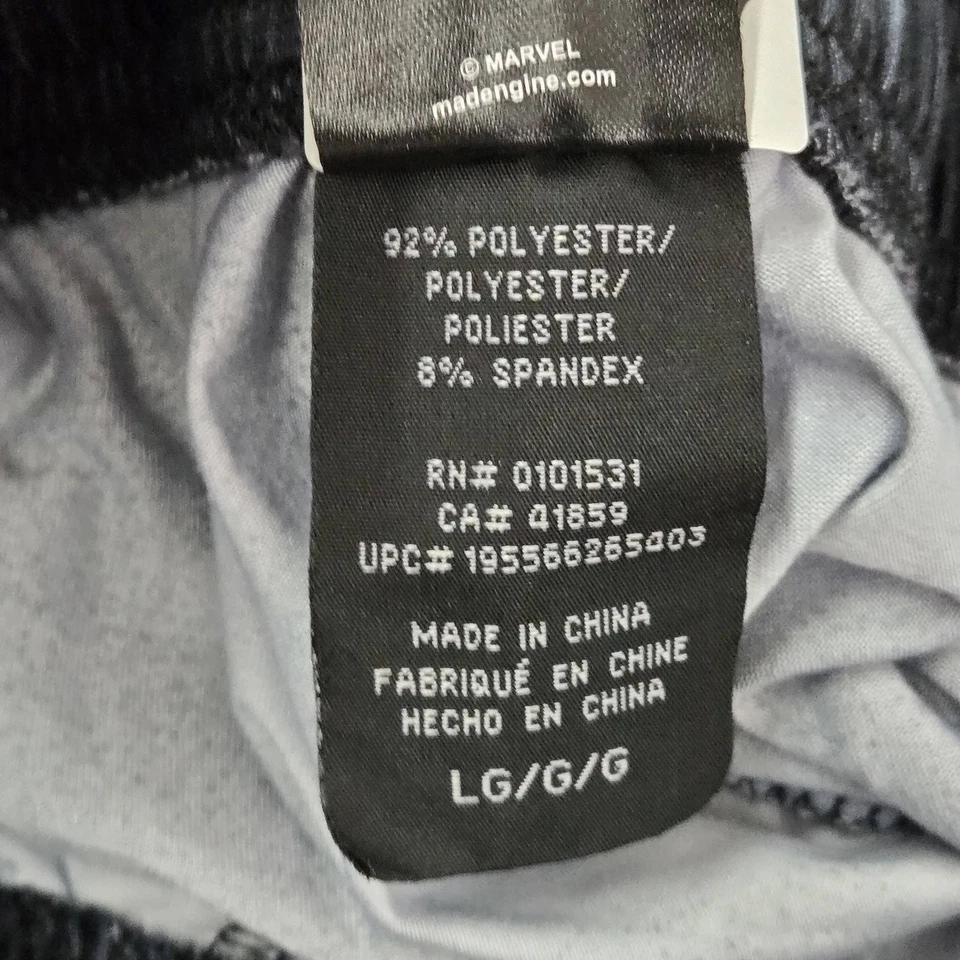 © MARVEL
madengine.com
92% POLYESTER/
POLYESTER/
POLIESTER
8% SPANDEX
RN# 0101531
CA# 41859
UPC# 195566265403
MADE IN CHINA
FABRIQUÉ EN CHINE
HECHO EN CHINA
LG/G/G